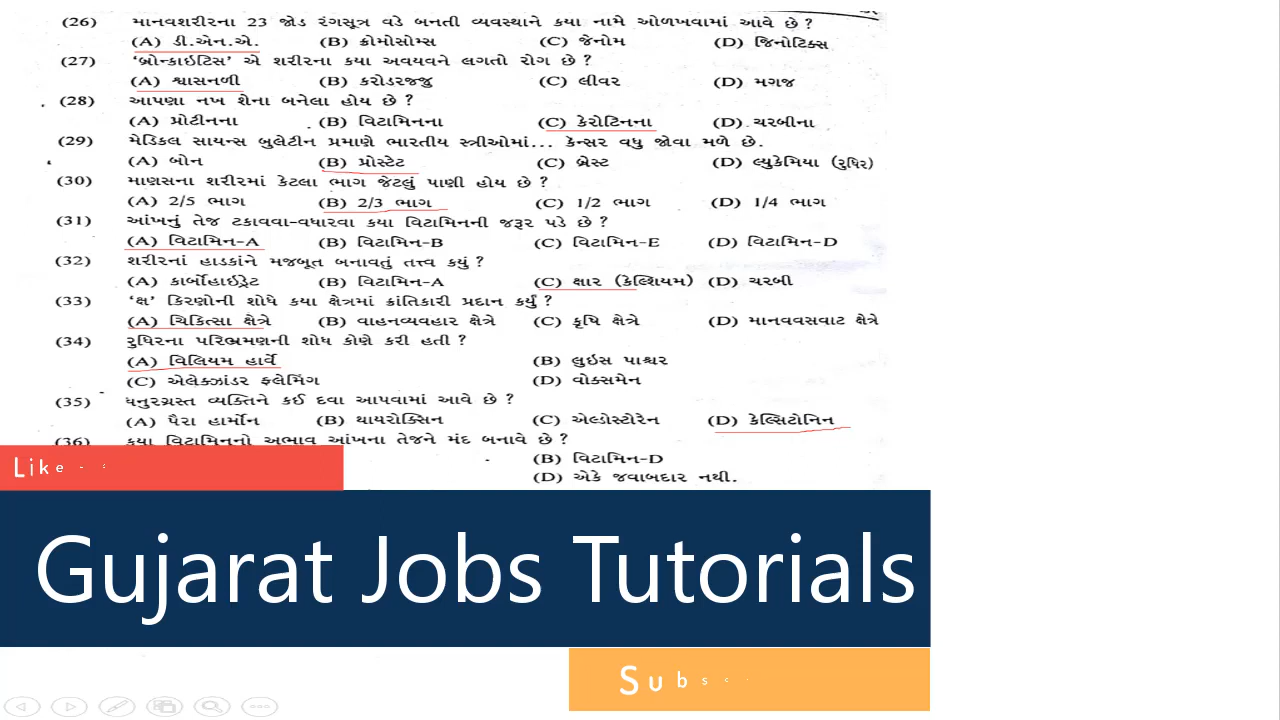 (26) માનવશરીરના 23 જોડ રંગસૂત્ર વડે બનતી વ્યવસ્થાને કયા નામે ઓળખવામાં આવે છે ?
(A) ડી.એન.એ. (B) ક્રોમોસોમ્સ (C) જેનોમ (D) જિનોટિક્સ
(27) 'બ્રોન્કાઇટિસ' એ શરીરના કયા અવયવને લગતો રોગ છે ?
(A) શ્વાસનળી (B) કરોડરજ્જુ (C) લીવર (D) મગજ
(28) આપણા નખ શેના બનેલા હોય છે ?
(A) પ્રોટીનના (B) વિટામિનના (C) કેરોટિનના (D) ચરબીના
(29) મેડિકલ સાયન્સ બુલેટીન પ્રમાણે ભારતીય સ્ત્રીઓમાં... કેન્સર વધુ જોવા મળે છે.
(A) બોન (B) પ્રોસ્ટેટ (C) બ્રેસ્ટ (D) લ્યુકેમિયા (રુધિર)
(30) માણસના શરીરમાં કેટલા ભાગ જેટલું પાણી હોય છે ?
(A) 2/5 ભાગ (B) 2/3 ભાગ (C) 1/2 ભાગ (D) 1/4 ભાગ
(31) આંખનું તેજ ટકાવવા-વધારવા કયા વિટામિનની જરૂર પડે છે ?
(A) વિટામિન-A (B) વિટામિન-B (C) વિટામિન-E (D) વિટામિન-D
(32) શરીરનાં હાડકાંને મજબૂત બનાવતું તત્ત્વ કયું ?
(A) કાર્બોહાઇડ્રેટ (B) વિટામિન-A (C) ક્ષાર (કેલ્શિયમ) (D) ચરબી
(33) 'ક્ષ' કિરણોની શોધે કયા ક્ષેત્રમાં ક્રાંતિકારી પ્રદાન કર્યું ?
(A) ચિકિત્સા ક્ષેત્રે (B) વાહનવ્યવહાર ક્ષેત્રે (C) કૃષિ ક્ષેત્રે (D) માનવવસવાટ ક્ષેત્રે
(34) રુધિરના પરિભ્રમણની શોધ કોણે કરી હતી ?
(A) વિલિયમ હાર્વે (B) લુઇસ પાશ્ચર
(C) એલેક્ઝાંડર ફ્લેમિંગ (D) વોક્સમેન
(35) ધનુરગ્રસ્ત વ્યક્તિને કઈ દવા આપવામાં આવે છે ?
(A) પૈરા હાર્મોન (B) થાયરોક્સિન (C) એલ્ડોસ્ટોરેન (D) કેલ્સિટોનિન
(36) કયા વિટામિનનો અભાવ આંખના તેજને મંદ બનાવે છે ?
(B) વિટામિન-D
(D) એકે જવાબદાર નથી.
Like
Gujarat Jobs Tutorials
Subsc